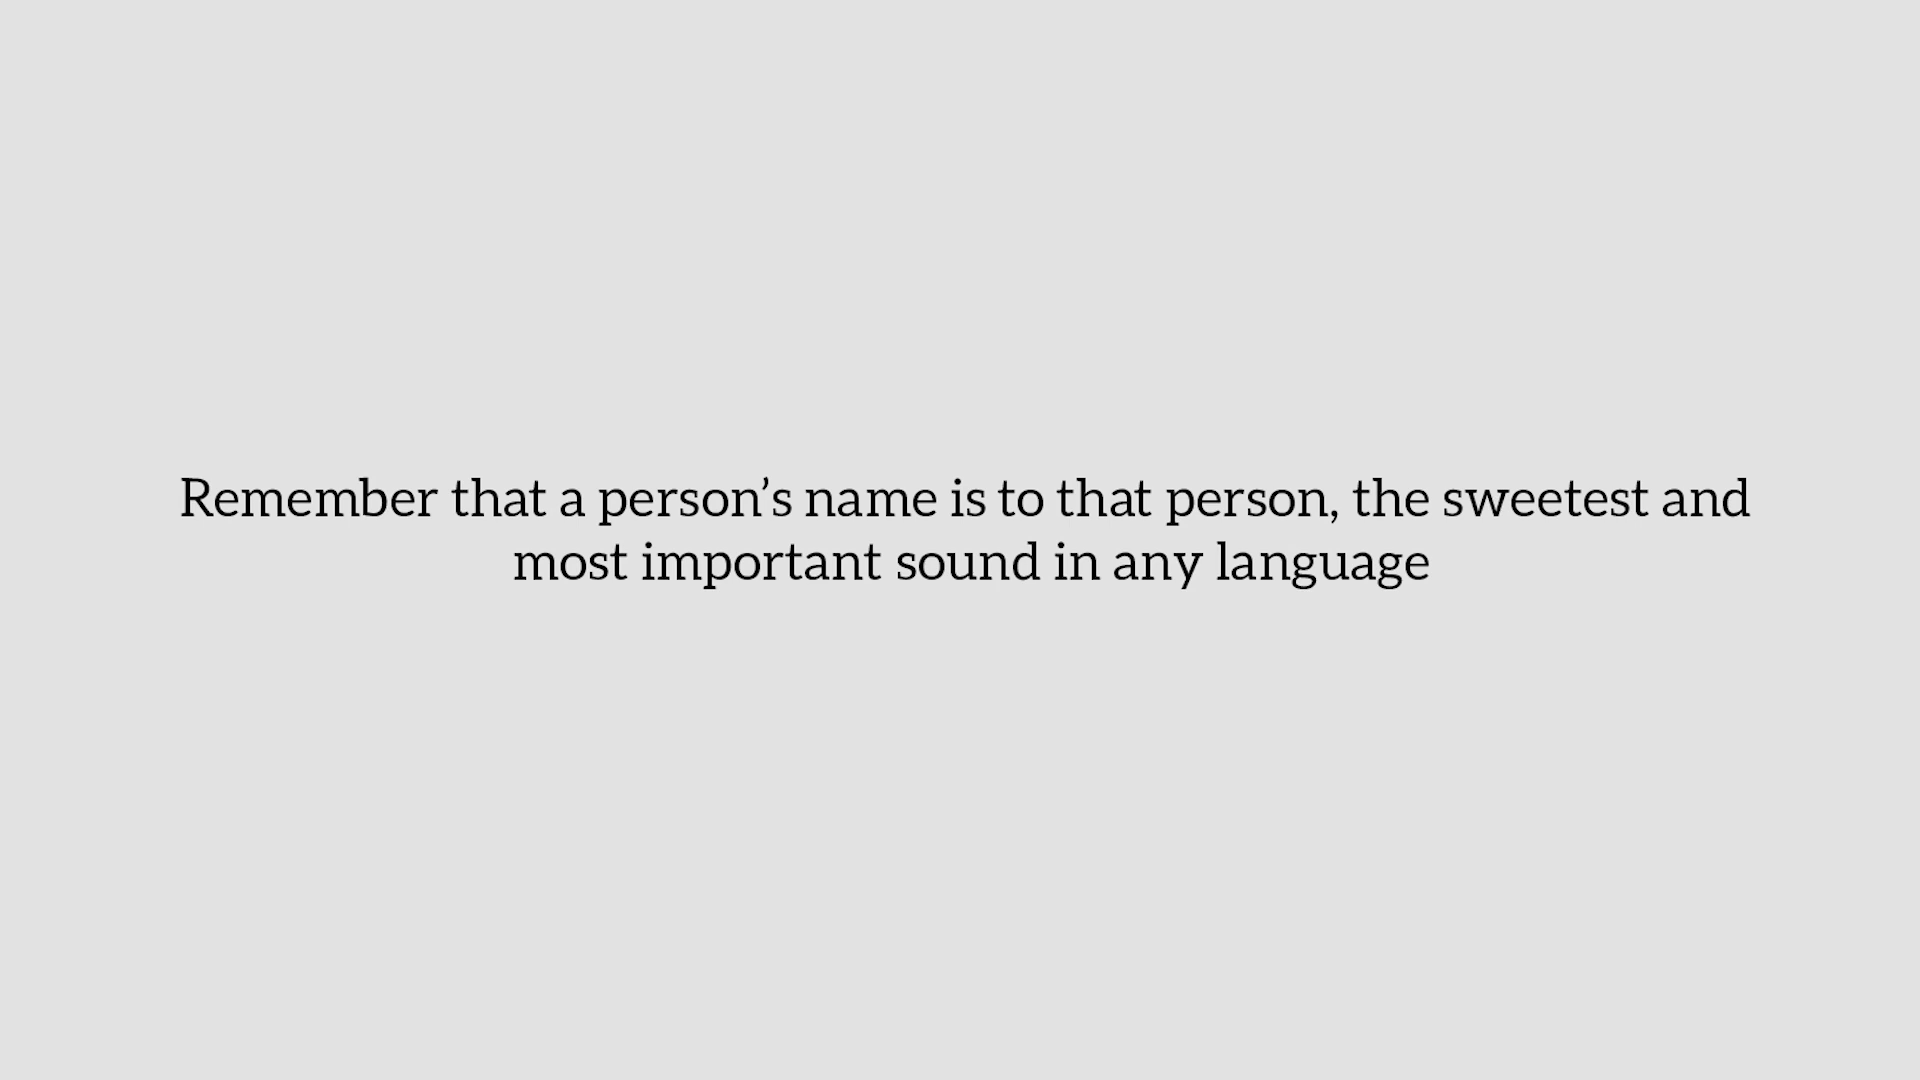 Remember that a person’s name is to that person, the sweetest and
most important sound in any language